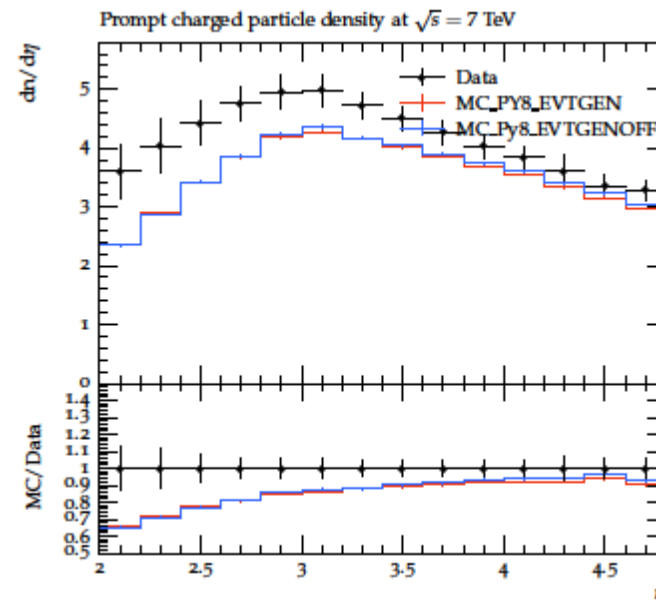 Prompt charged particle density at √s = 7 TeV
dn/dη
5
4
3
2
1
0
Data
MC_PY8_EVTGEN
MC_Py8_EVTGENOFF
MC/Data
1.4
1.3
1.2
1.1
1
0.9
0.8
0.7
0.6
0.5
2 2.5 3 3.5 4 4.5